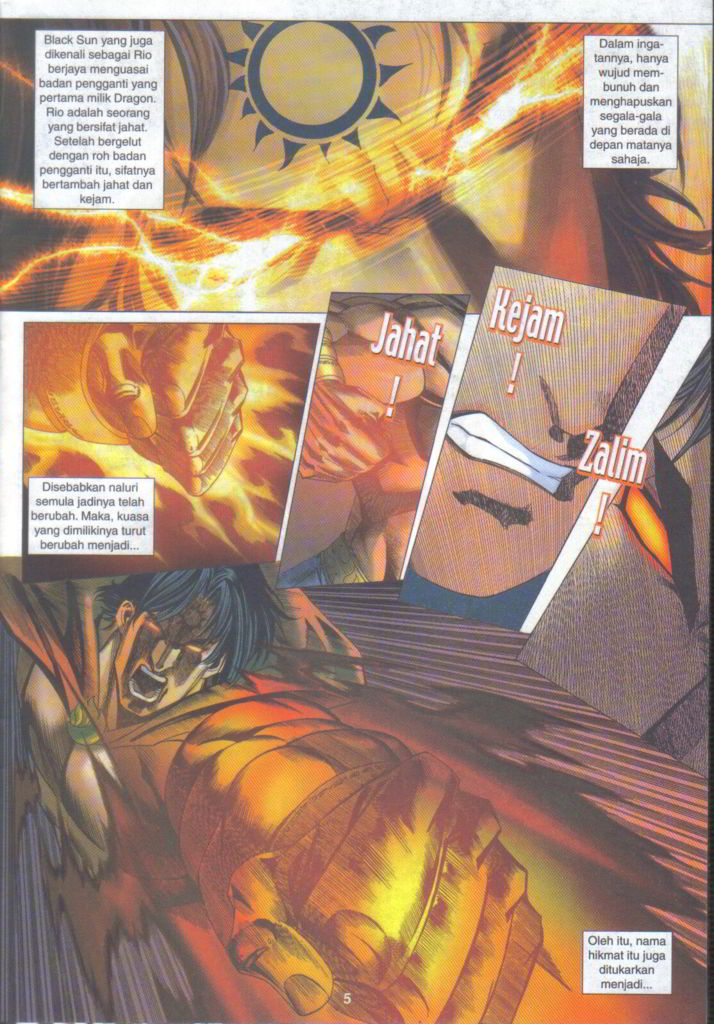 Black Sun yang juga
dikenali sebagai Rio
berjaya menguasai
badan pengganti yang
pertama milik Dragon.
Rio adalah seorang
yang bersifat jahat.
Setelah bergelut
dengan roh badan
pengganti itu, sifatnya
bertambah jahat dan
kejam.
Dalam inga-
tannya, hanya
wujud mem-
bunuh dan
menghapuskan
segala-gala
yang berada di
depan matanya
sahaja.
Disebabkan naluri
semula jadinya telah
berubah. Maka, kuasa
yang dimilikinya turut
berubah menjadi...
Jahat
!
Kejam
!
Zalim
!
Oleh itu, nama
hikmat itu juga
ditukarkan
menjadi...
5